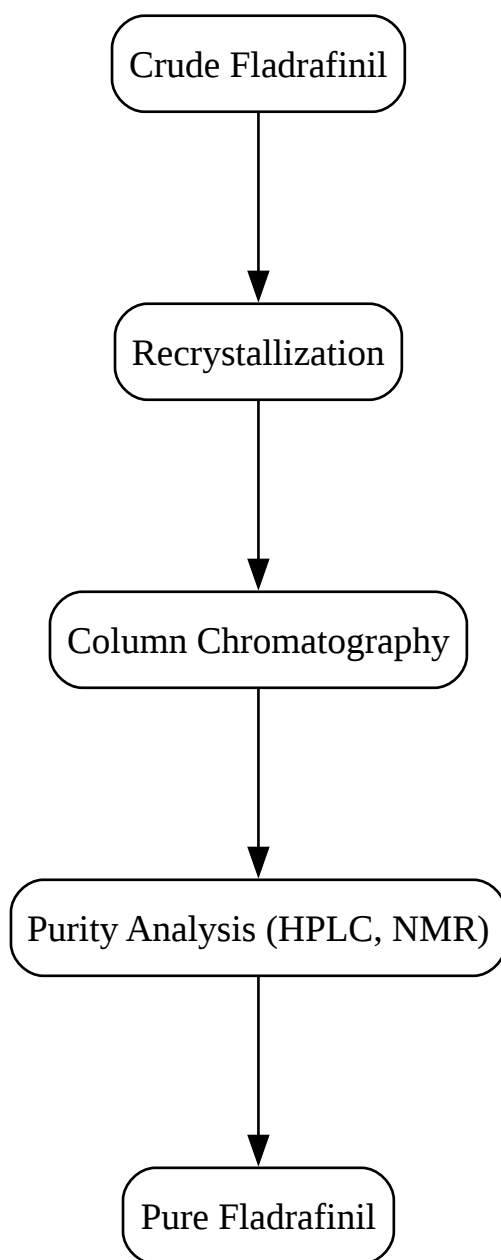 Crude Fladrafinil
Recrystallization
Column Chromatography
Purity Analysis (HPLC, NMR)
Pure Fladrafinil